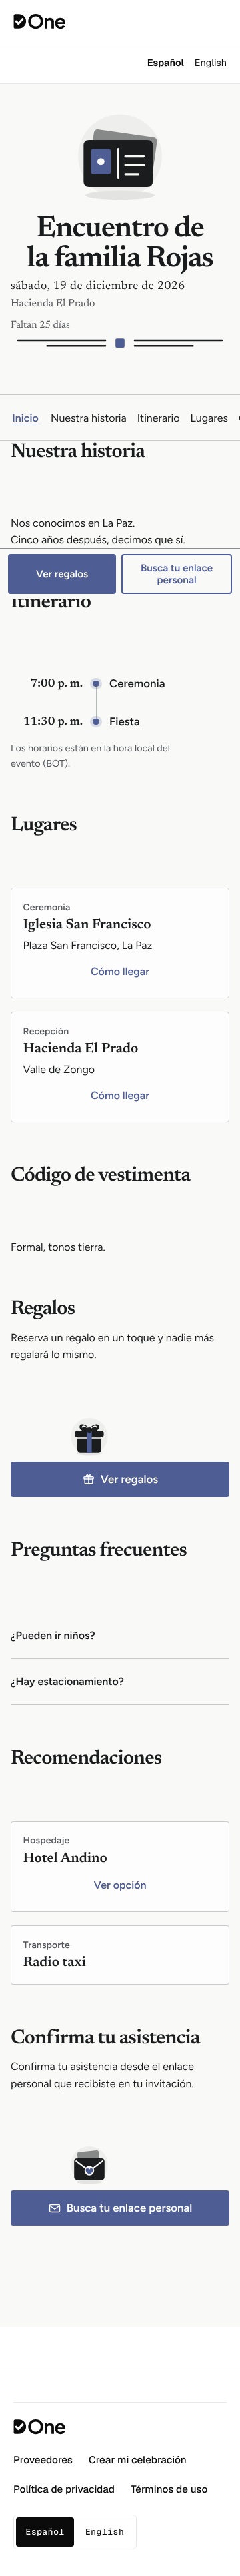 One
Español English
Encuentro de
la familia Rojas
sábado, 19 de diciembre de 2026
Hacienda El Prado
Faltan 25 días
Inicio Nuestra historia Itinerario Lugares
Nuestra historia
Nos conocimos en La Paz.
Cinco años después, decimos que sí.
Ver regalos
Busca tu enlace
personal
Itinerario
7:00 p. m. Ceremonia
11:30 p. m. Fiesta
Los horarios están en la hora local del
evento (BOT).
Lugares
Ceremonia
Iglesia San Francisco
Plaza San Francisco, La Paz
Cómo llegar
Recepción
Hacienda El Prado
Valle de Zongo
Cómo llegar
Código de vestimenta
Formal, tonos tierra.
Regalos
Reserva un regalo en un toque y nadie más
regalará lo mismo.
Ver regalos
Preguntas frecuentes
¿Pueden ir niños?
¿Hay estacionamiento?
Recomendaciones
Hospedaje
Hotel Andino
Ver opción
Transporte
Radio taxi
Confirma tu asistencia
Confirma tu asistencia desde el enlace
personal que recibiste en tu invitación.
Busca tu enlace personal
One
Proveedores Crear mi celebración
Política de privacidad Términos de uso
Español English